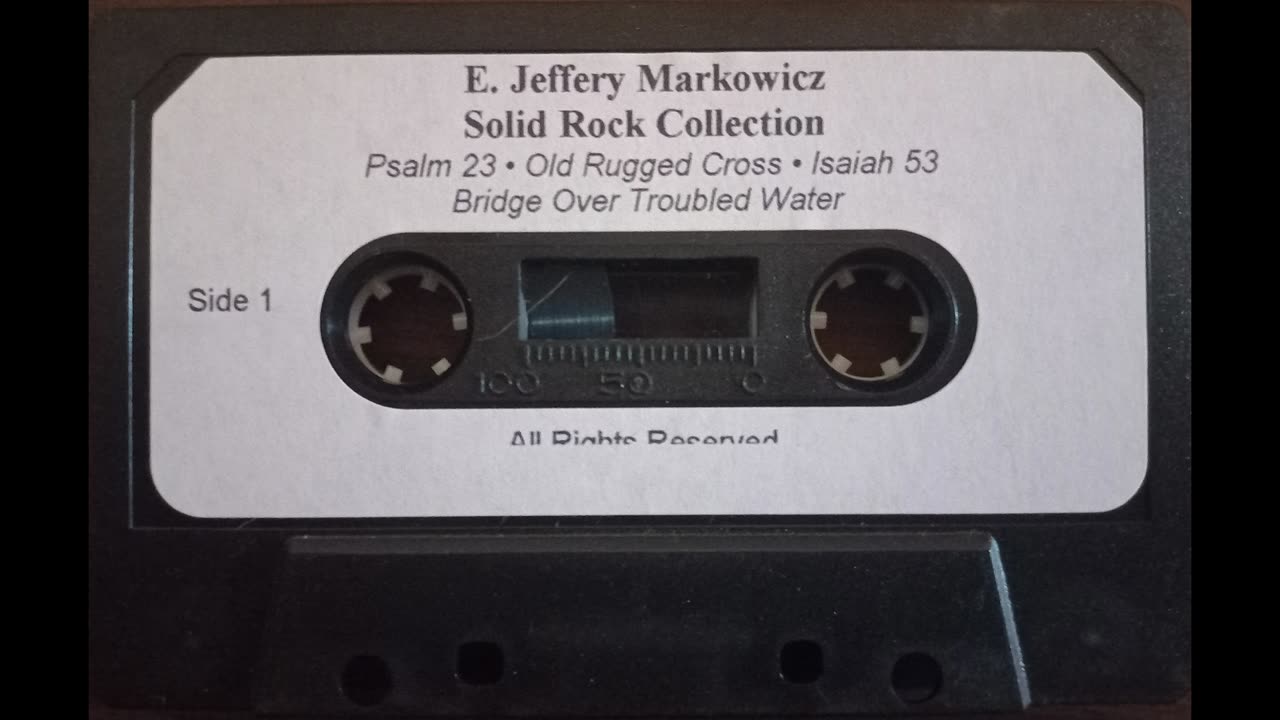 E. Jeffery Markowicz
Solid Rock Collection
Psalm 23 • Old Rugged Cross • Isaiah 53
Bridge Over Troubled Water
Side 1
100 50 0
All Rights Reserved